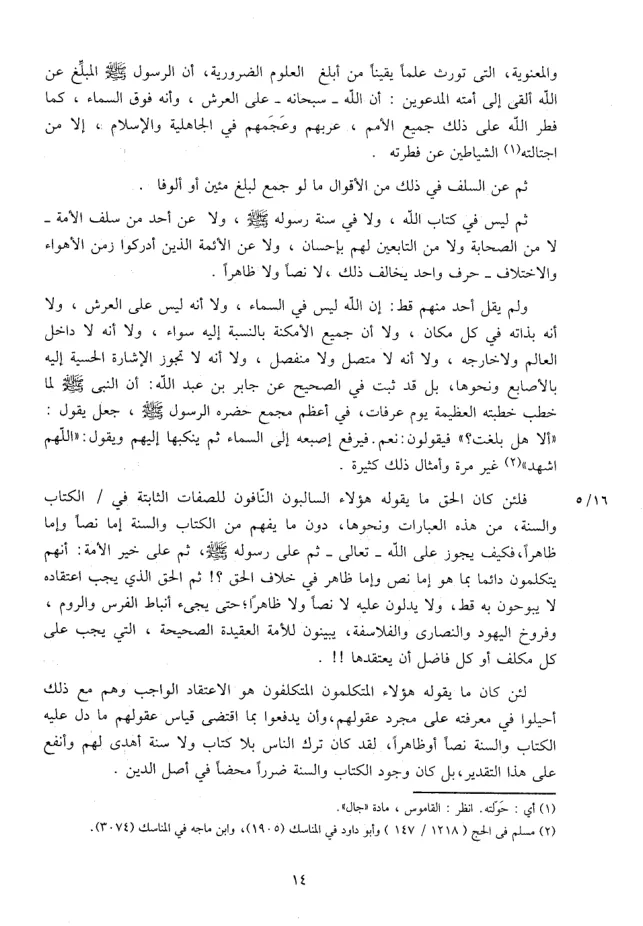 والمعنوية، التى تورث علماً يقيناً من أبلغ العلوم الضرورية، أن الرسول ﷺ المبلِّغ عن
اللّه ألقى إلى أمته المدعوين : أن اللّه ـ سبحانه ـ على العرش ، وأنه فوق السماء ، كما
فطر اللّه على ذلك جميع الأمم ، عربهم وعَجَمهم في الجاهلية والإسلام ، إلا من
اجتالته(١) الشياطين عن فطرته .
ثم عن السلف في ذلك من الأقوال ما لو جمع لبلغ مئين أو ألوفا .
ثم ليس في كتاب اللّه ، ولا في سنة رسوله ﷺ ، ولا عن أحد من سلف الأمة ـ
لا من الصحابة ولا من التابعين لهم بإحسان ، ولا عن الأئمة الذين أدركوا زمن الأهواء
والاختلاف ـ حرف واحد يخالف ذلك ، لا نصاً ولا ظاهراً .
ولم يقل أحد منهم قط: إن اللّه ليس في السماء ، ولا أنه ليس على العرش ، ولا
أنه بذاته في كل مكان ، ولا أن جميع الأمكنة بالنسبة إليه سواء ، ولا أنه لا داخل
العالم ولاخارجه ، ولا أنه لا متصل ولا منفصل ، ولا أنه لا تجوز الإشارة الحسية إليه
بالأصابع ونحوها، بل قد ثبت في الصحيح عن جابر بن عبد اللّه: أن النبى ﷺ لما
خطب خطبته العظيمة يوم عرفات، في أعظم مجمع حضره الرسول ﷺ ، جعل يقول :
«ألا هل بلغت؟» فيقولون: نعم. فيرفع إصبعه إلى السماء ثم ينكبها إليهم ويقول: «اللّهم
اشهد»(٢) غير مرة وأمثال ذلك كثيرة .
٥/١٦ فلئن كان الحق ما يقوله هؤلاء السالبون النّافون للصفات الثابتة في / الكتاب
والسنة، من هذه العبارات ونحوها، دون ما يفهم من الكتاب والسنة إما نصاً وإما
ظاهراً، فكيف يجوز على اللّه ـ تعالى ـ ثم على رسوله ﷺ، ثم على خير الأمة: أنهم
يتكلمون دائما بما هو إما نص وإما ظاهر في خلاف الحق ؟! ثم الحق الذي يجب اعتقاده
لا يبوحون به قط، ولا يدلون عليه لا نصاً ولا ظاهراً؛ حتى يجىء أنباط الفرس والروم ،
وفروخ اليهود والنصارى والفلاسفة، يبينون للأمة العقيدة الصحيحة ، التي يجب على
كل مكلف أو كل فاضل أن يعتقدها !! .
لئن كان ما يقوله هؤلاء المتكلمون المتكلفون هو الاعتقاد الواجب وهم مع ذلك
أحيلوا في معرفته على مجرد عقولهم، وأن يدفعوا بما اقتضى قياس عقولهم ما دل عليه
الكتاب والسنة نصاً أوظاهراً، لقد كان ترك الناس بلا كتاب ولا سنة أهدى لهم وأنفع
على هذا التقدير، بل كان وجود الكتاب والسنة ضرراً محضاً في أصل الدين .
(١) أي : حَوَّلته. انظر : القاموس ، مادة «جال».
(٢) مسلم فى الحج ( ١٢١٨ / ١٤٧ ) وأبو داود في المناسك (١٩٠٥)، وابن ماجه في المناسك (٣٠٧٤).
١٤